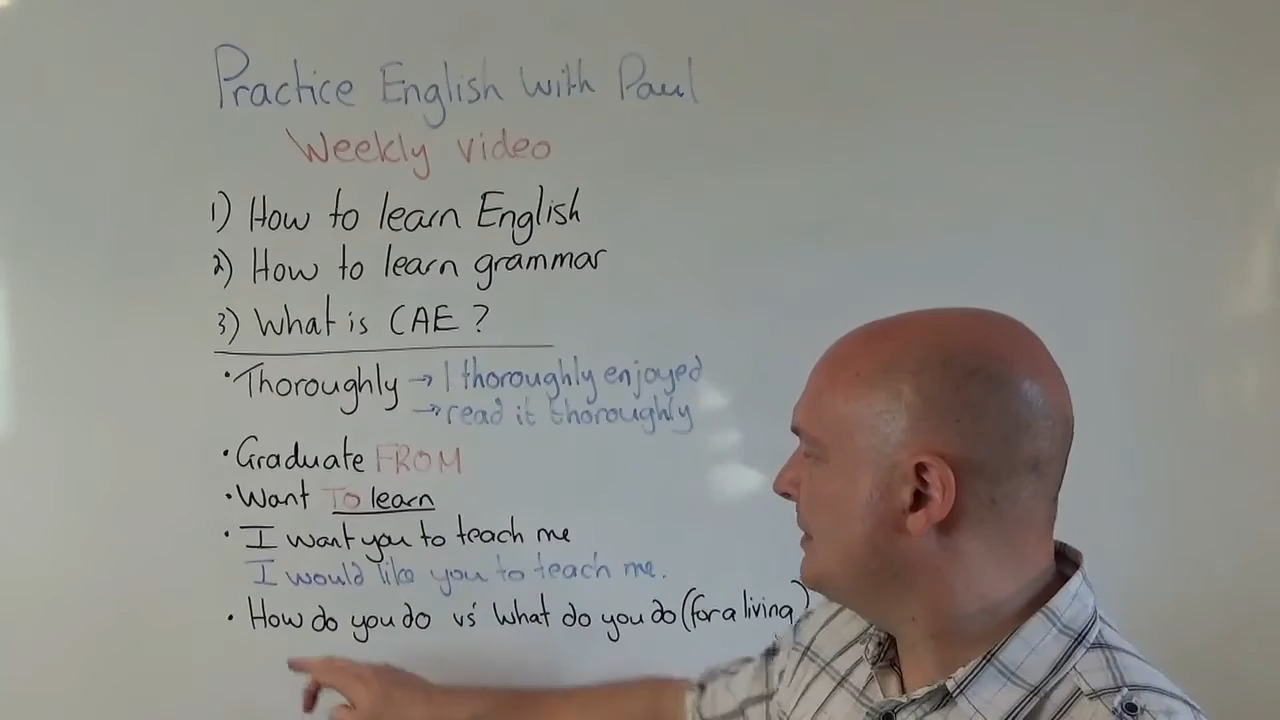 Practice English with Paul
Weekly video
1) How to learn English
2) How to learn grammar
3) What is CAE ?
• Thoroughly → I thoroughly enjoyed
→ read it thoroughly
• Graduate FROM
• Want TO learn
• I want you to teach me
I would like you to teach me.
• How do you do vs' What do you do (for a living)